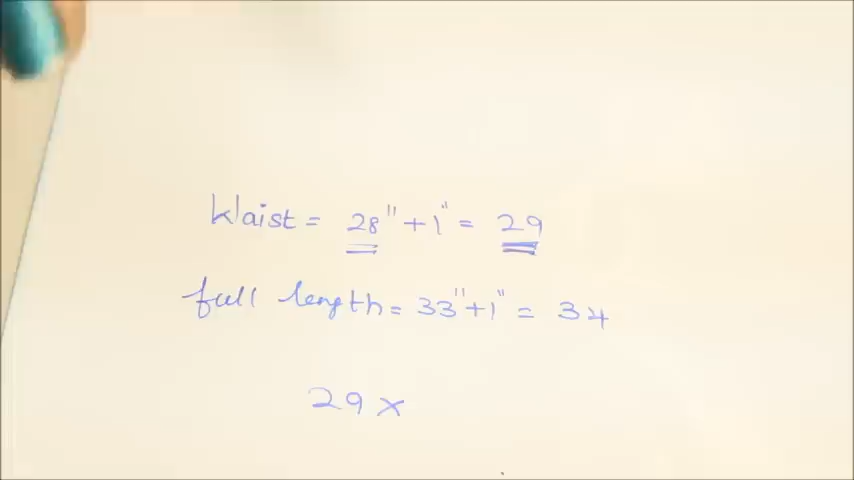 Waist = 28" + 1" = 29
full length = 33" + 1" = 34
29 ×